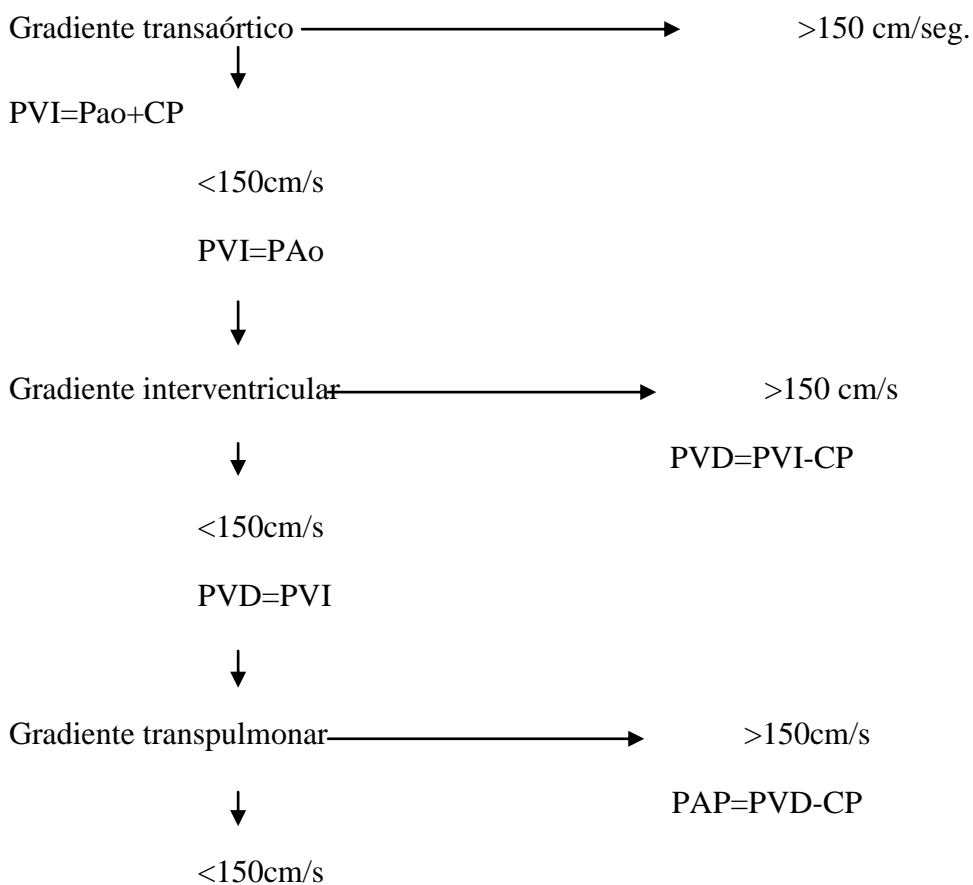 Gradiente transaórtico >150 cm/seg.
PVI=Pao+CP
<150cm/s
PVI=PAo
Gradiente interventricular >150 cm/s
PVD=PVI-CP
<150cm/s
PVD=PVI
Gradiente transpulmonar >150cm/s
PAP=PVD-CP
<150cm/s